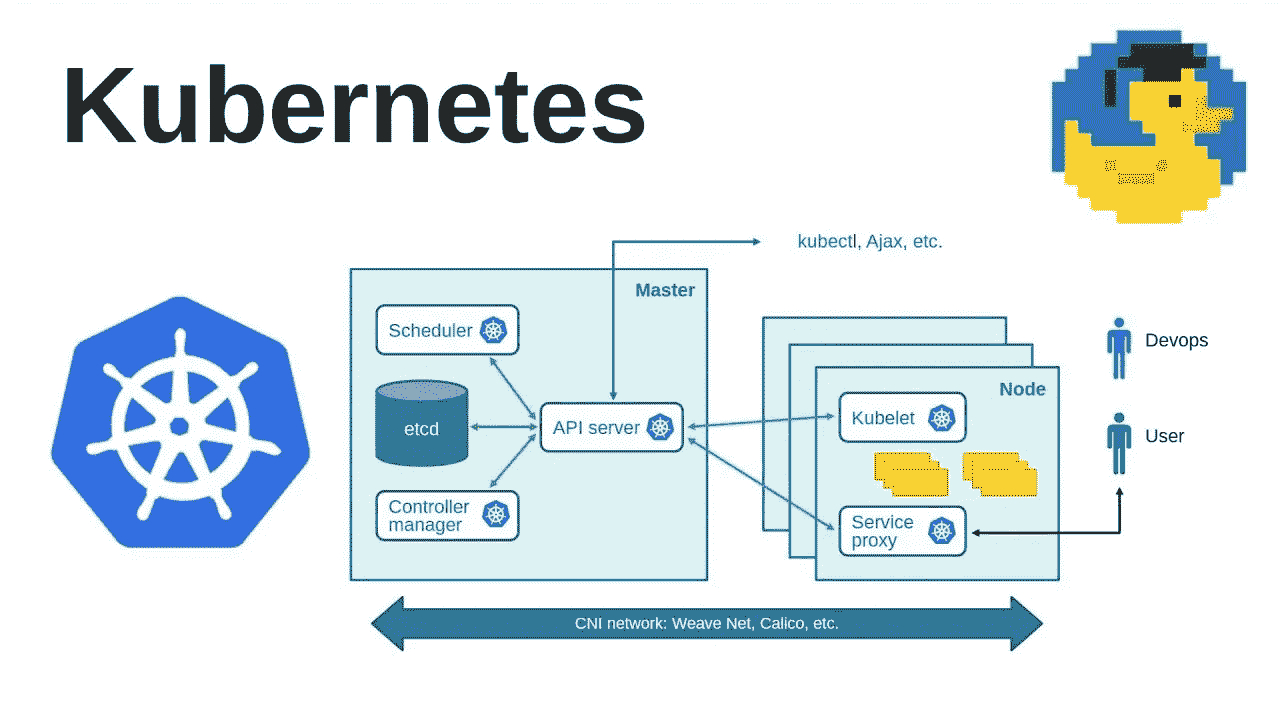 Kubernetes
kubectl, Ajax, etc.
Master
Scheduler
etcd
API server
Controller
manager
Node
Kubelet
Service
proxy
Devops
User
CNI network: Weave Net, Calico, etc.